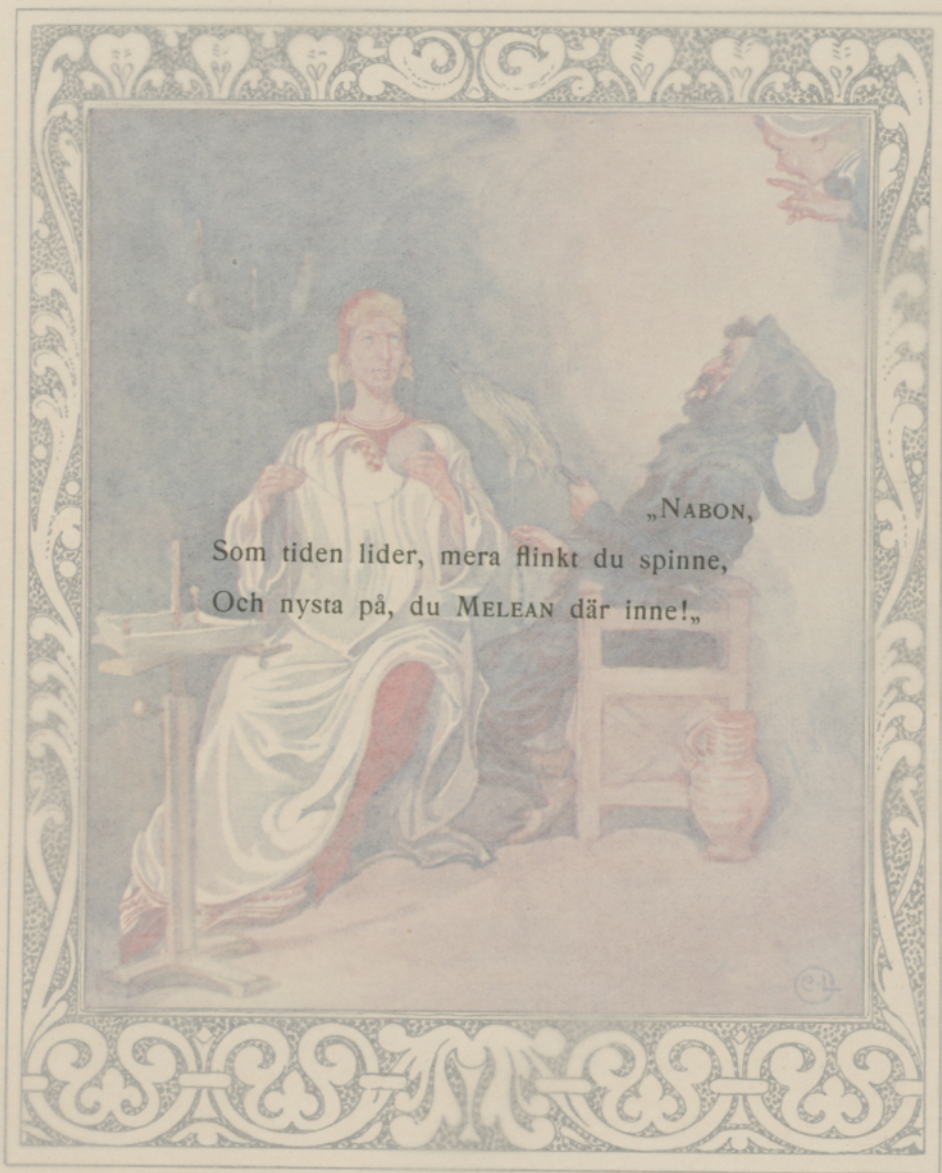 „NABON,
Som tiden lider, mera flinkt du spinne,
Och nysta på, du MELEAN där inne!„